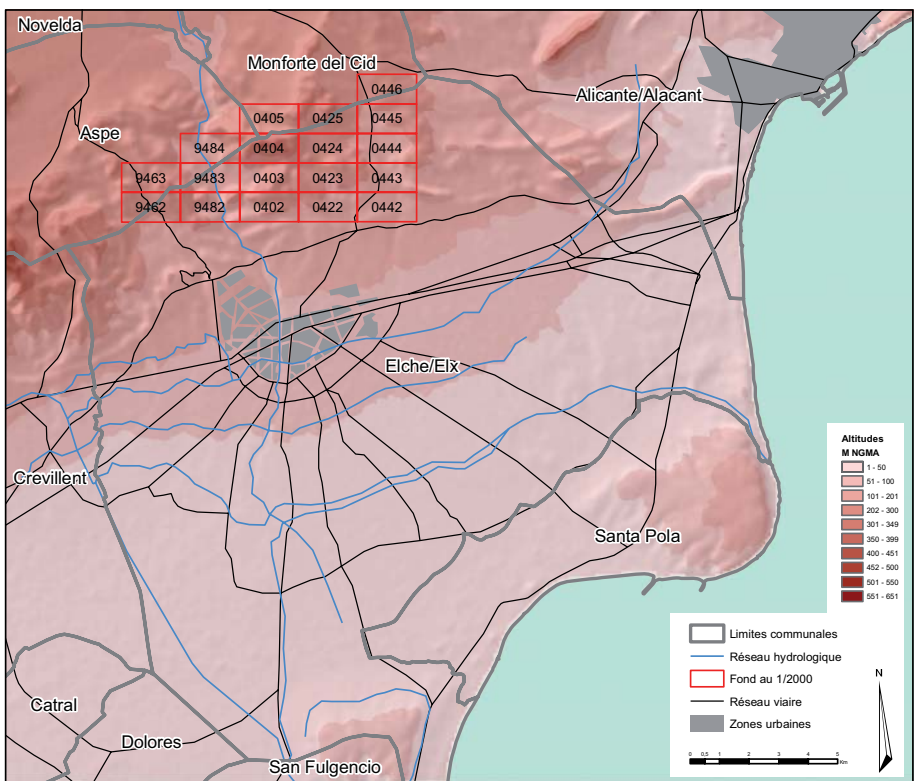 Novelda
Monforte del Cid
0446
Alicante/Alacant
0405 0425 0445
Aspe
9484 0404 0424 0444
9463 9483 0403 0423 0443
9462 9482 0402 0422 0442
Elche/Elx
Crevillent
Santa Pola
Catral
Dolores
San Fulgencio
Altitudes
M NGMA
1 - 50
51 - 100
101 - 201
202 - 300
301 - 349
350 - 399
400 - 451
452 - 500
501 - 550
551 - 651
Limites communales
Réseau hydrologique
Fond au 1/2000
Réseau viaire
Zones urbaines
N
0 0,5 1 2 3 4 5
Km